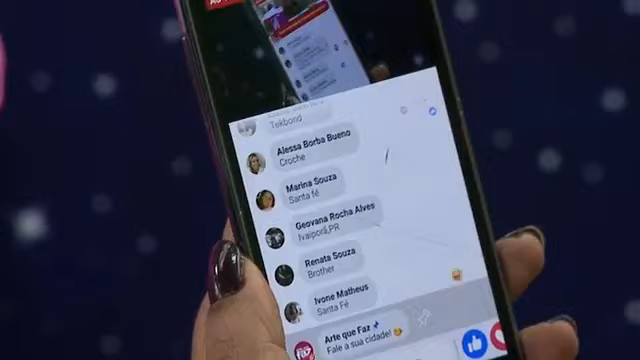 Tekbond
Alessa Borba Bueno
Croche
Marina Souza
Santa fé
Geovana Rocha Alves
Ivaiporã,PR
Renata Souza
Brother
Ivone Matheus
Santa Fé
Arte que Faz
Fale a sua cidade!